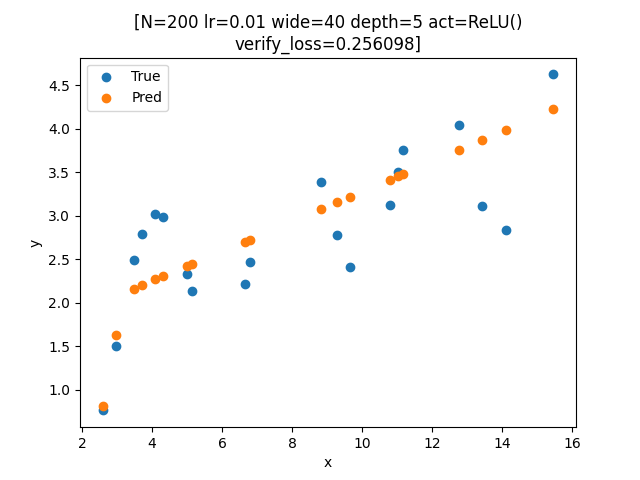 [N=200 lr=0.01 wide=40 depth=5 act=ReLU()
verify_loss=0.256098]
True
Pred
4.5
4.0
3.5
3.0
2.5
2.0
1.5
1.0
y
2 4 6 8 10 12 14 16
x